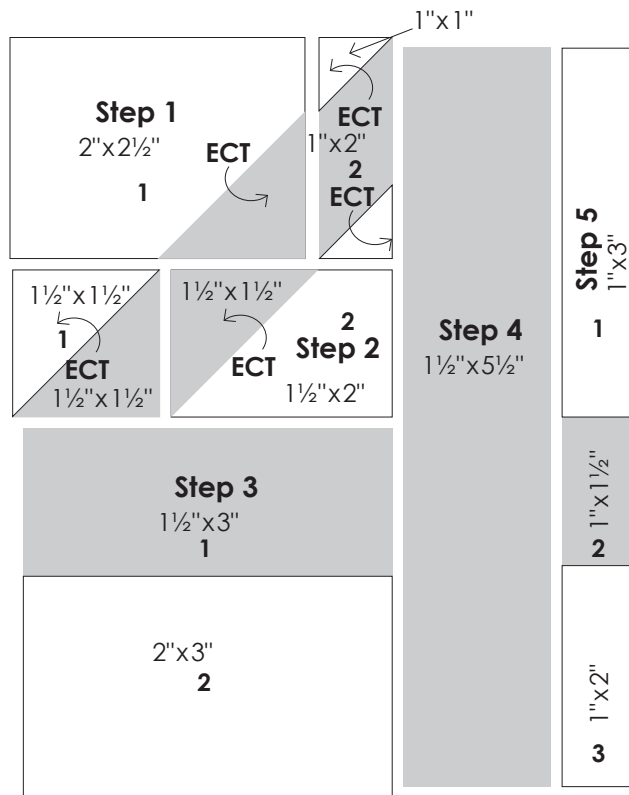 1"x1"
Step 1
2"x2½"
1
ECT
ECT
1"x2"
2
ECT
1½"x1½"
1
ECT
1½"x1½"
1½"x1½"
ECT
2
Step 2
1½"x2"
Step 3
1½"x3"
1
2"x3"
2
Step 4
1½"x5½"
Step 5
1"x3"
1
1"x1½"
2
1"x2"
3